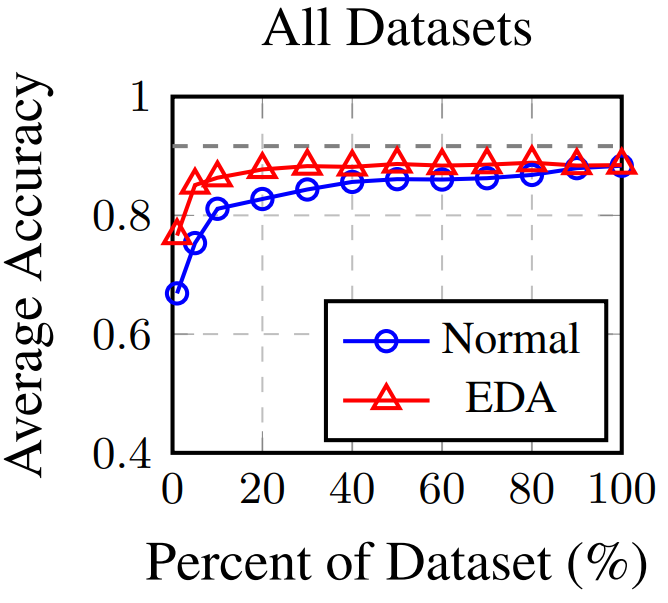 All Datasets
Average Accuracy
1
0.8
0.6
0.4
Normal
EDA
0 20 40 60 80 100
Percent of Dataset (%)